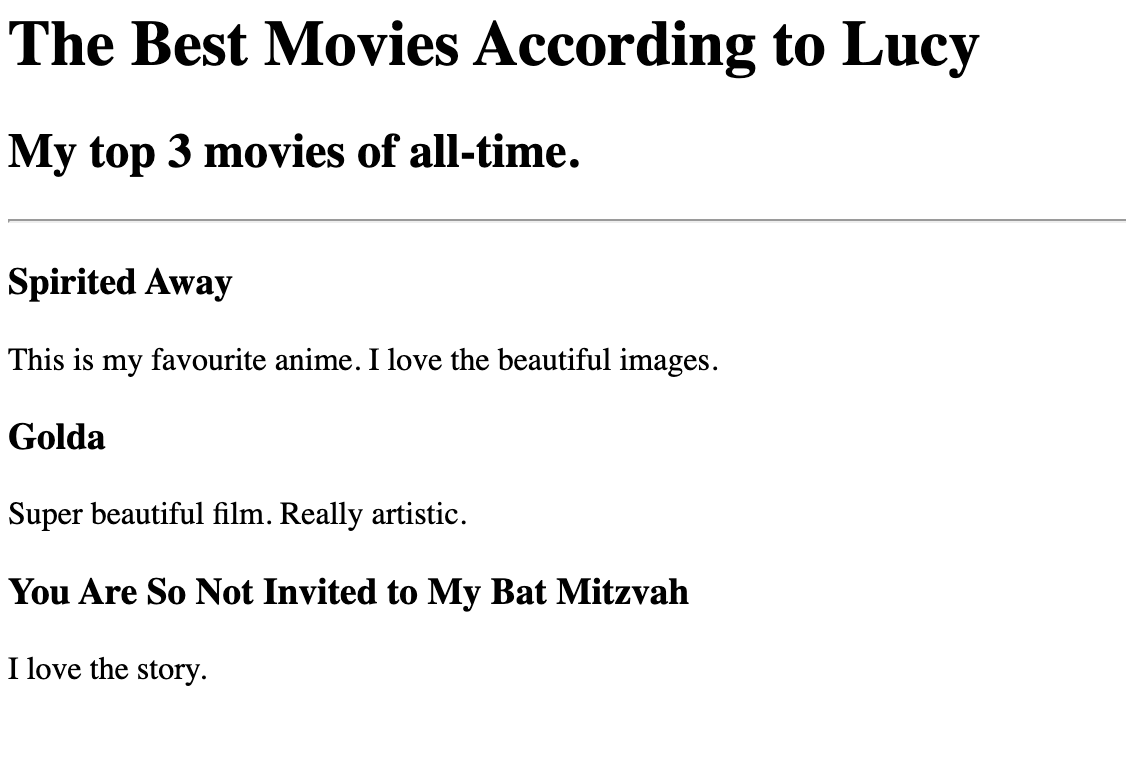 The Best Movies According to Lucy
My top 3 movies of all-time.
Spirited Away
This is my favourite anime. I love the beautiful images.
Golda
Super beautiful film. Really artistic.
You Are So Not Invited to My Bat Mitzvah
I love the story.